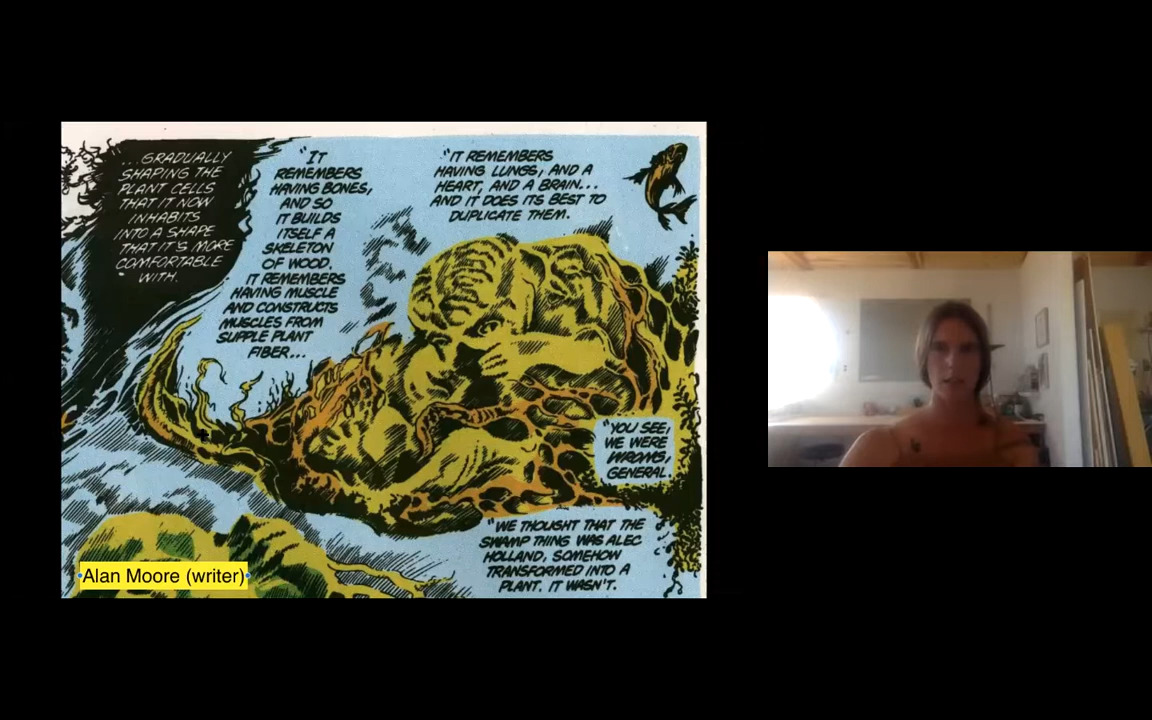 ...GRADUALLY
SHAPING THE
PLANT CELLS
THAT IT NOW
INHABITS
INTO A SHAPE
THAT IT'S MORE
COMFORTABLE
WITH.
"IT
REMEMBERS
HAVING BONES,
AND SO
IT BUILDS
ITSELF A
SKELETON
OF WOOD.
IT REMEMBERS
HAVING MUSCLE
AND CONSTRUCTS
MUSCLES FROM
SUPPLE PLANT
FIBER...
"IT REMEMBERS
HAVING LUNGS, AND A
HEART, AND A BRAIN...
AND IT DOES ITS BEST TO
DUPLICATE THEM.
"YOU SEE,
WE WERE
WRONG,
GENERAL.
"WE THOUGHT THAT THE
SWAMP THING WAS ALEC
HOLLAND, SOMEHOW
TRANSFORMED INTO A
PLANT. IT WASN'T.
Alan Moore (writer)